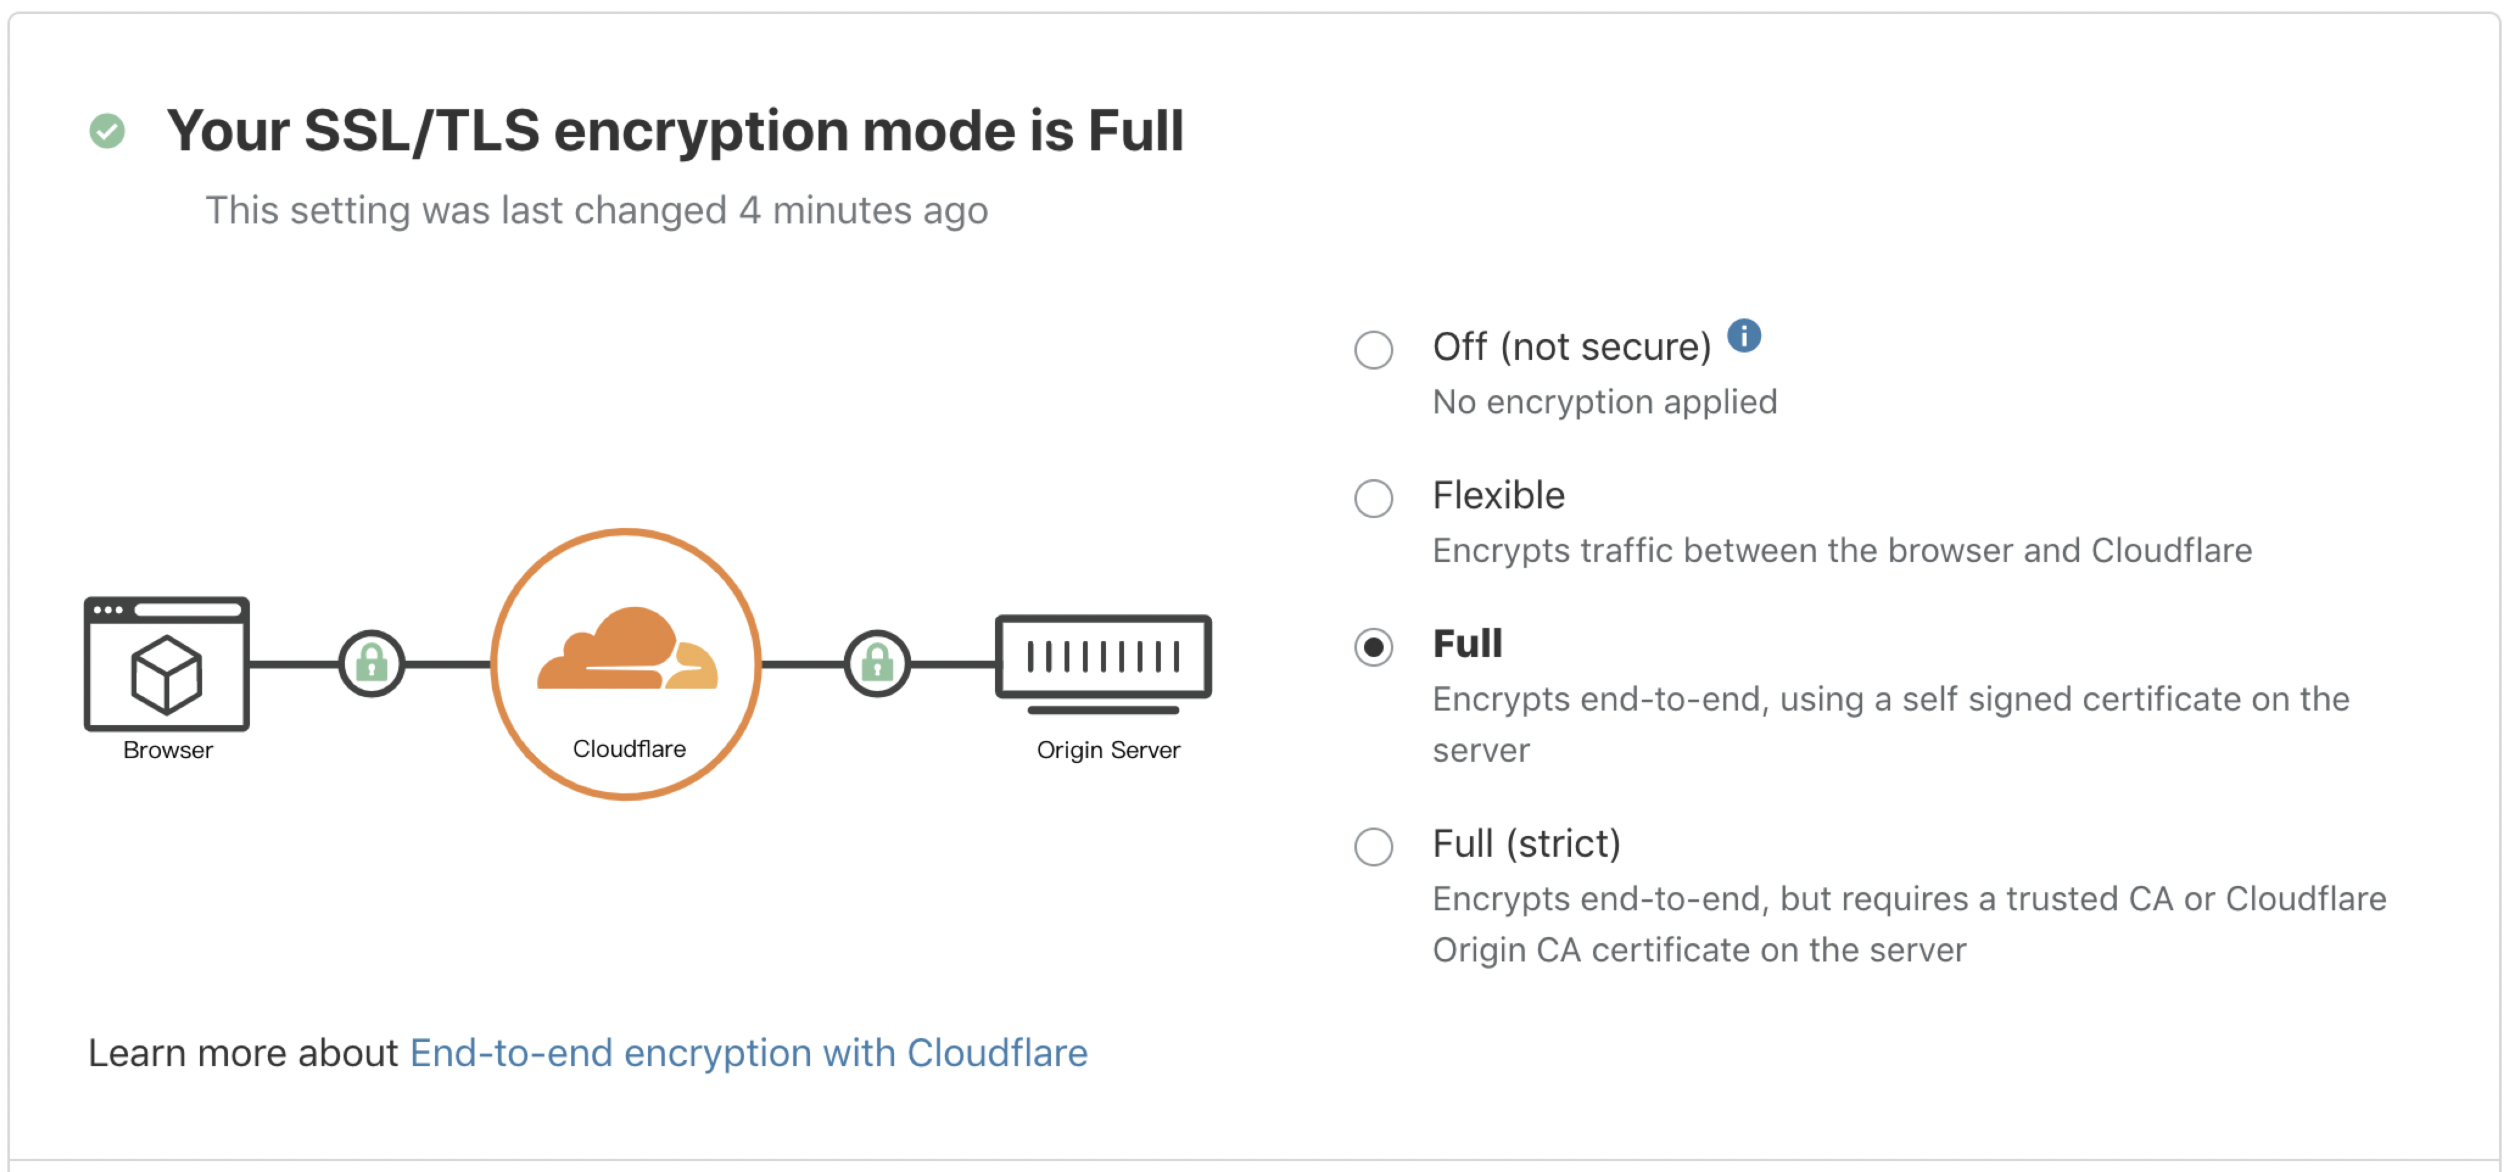 Your SSL/TLS encryption mode is Full
This setting was last changed 4 minutes ago
Off (not secure)
No encryption applied
Flexible
Encrypts traffic between the browser and Cloudflare
Full
Encrypts end-to-end, using a self signed certificate on the
server
Full (strict)
Encrypts end-to-end, but requires a trusted CA or Cloudflare
Origin CA certificate on the server
Browser
Cloudflare
Origin Server
Learn more about End-to-end encryption with Cloudflare